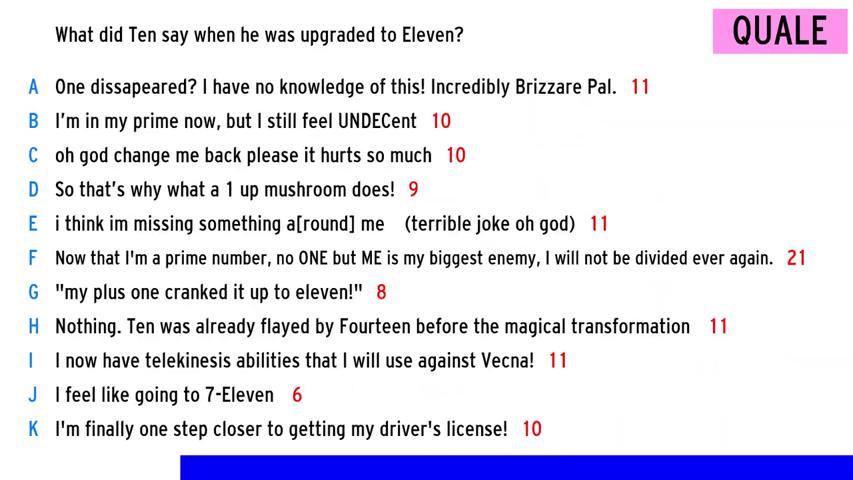 What did Ten say when he was upgraded to Eleven?
QUALE
A One dissapeared? I have no knowledge of this! Incredibly Brizzare Pal. 11
B I'm in my prime now, but I still feel UNDECent 10
C oh god change me back please it hurts so much 10
D So that's why what a 1 up mushroom does! 9
E i think im missing something a[round] me (terrible joke oh god) 11
F Now that I'm a prime number, no ONE but ME is my biggest enemy, I will not be divided ever again. 21
G "my plus one cranked it up to eleven!" 8
H Nothing. Ten was already flayed by Fourteen before the magical transformation 11
I I now have telekinesis abilities that I will use against Vecna! 11
J I feel like going to 7-Eleven 6
K I'm finally one step closer to getting my driver's license! 10